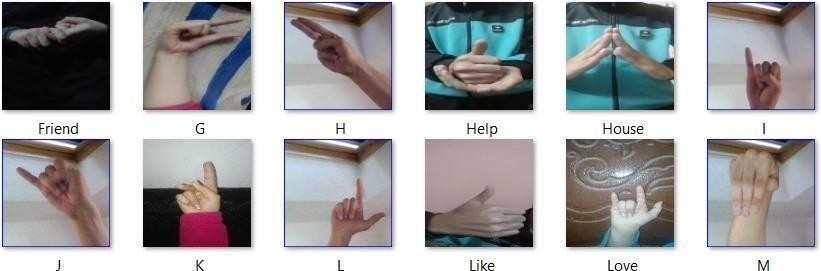 Friend G H Help House I
J K L Like Love M